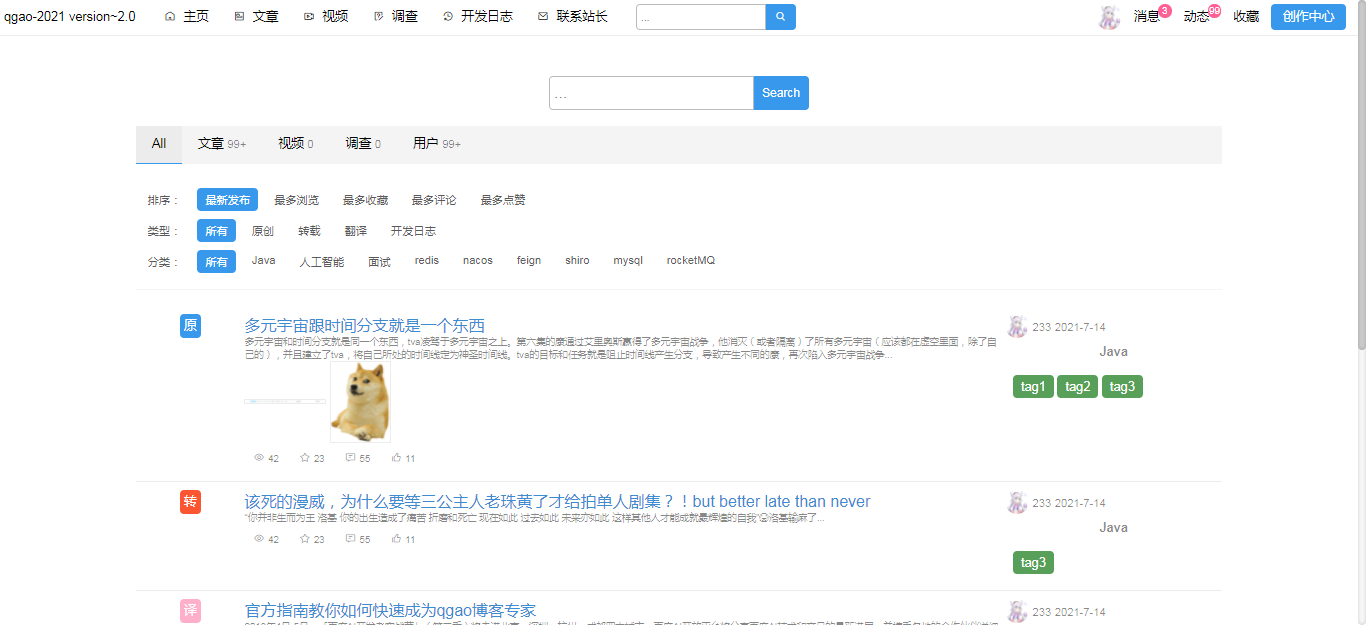 qgao-2021 version~2.0 主页 文章 视频 调查 开发日志 联系站长 ... 消息 3 动态 99 收藏 创作中心
... Search
All 文章 99+ 视频 0 调查 0 用户 99+
排序： 最新发布 最多浏览 最多收藏 最多评论 最多点赞
类型： 所有 原创 转载 翻译 开发日志
分类： 所有 Java 人工智能 面试 redis nacos feign shiro mysql rocketMQ
原 多元宇宙跟时间分支就是一个东西 233 2021-7-14
多元宇宙和时间分支就是同一个东西，tva凌驾于多元宇宙之上。第六集的康通过艾里奥斯赢得了多元宇宙战争，他消灭（或者隔离）了所有多元宇宙（应该都在虚空里面，除了自
己的），并且建立了tva，将自己所处的时间线定为神圣时间线。tva的目标和任务就是阻止时间线产生分支，导致产生不同的康，再次陷入多元宇宙战争...
Java
tag1 tag2 tag3
42 23 55 11
转 该死的漫威，为什么要等三公主人老珠黄了才给拍单人剧集？！but better late than never 233 2021-7-14
"你并非生而为王 洛基 你的出生造成了痛苦 折磨和死亡 现在如此 过去如此 未来亦如此 这样其他人才能成就最辉煌的自我"洛基输麻了...
Java
42 23 55 11
tag3
译 官方指南教你如何快速成为qgao博客专家 233 2021-7-14